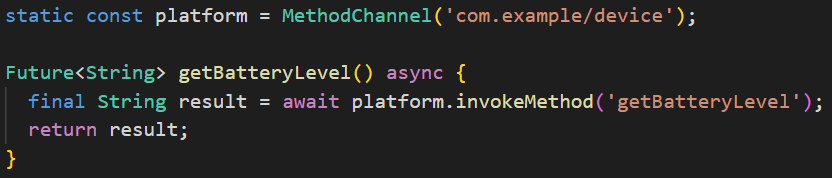 static const platform = MethodChannel('com.example/device');
Future<String> getBatteryLevel() async {
final String result = await platform.invokeMethod('getBatteryLevel');
return result;
}